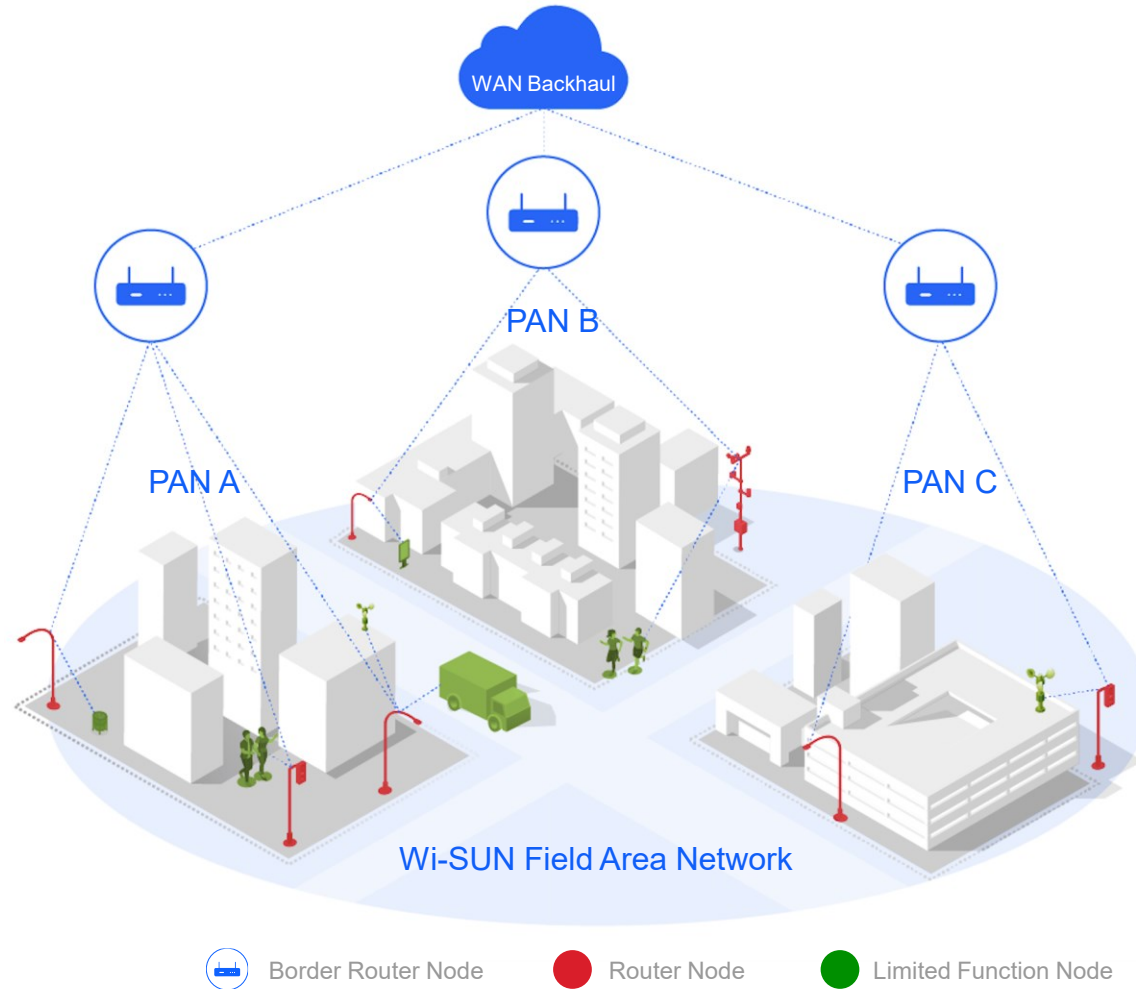 WAN Backhaul
PAN B
PAN A
PAN C
Wi-SUN Field Area Network
Border Router Node
Router Node
Limited Function Node